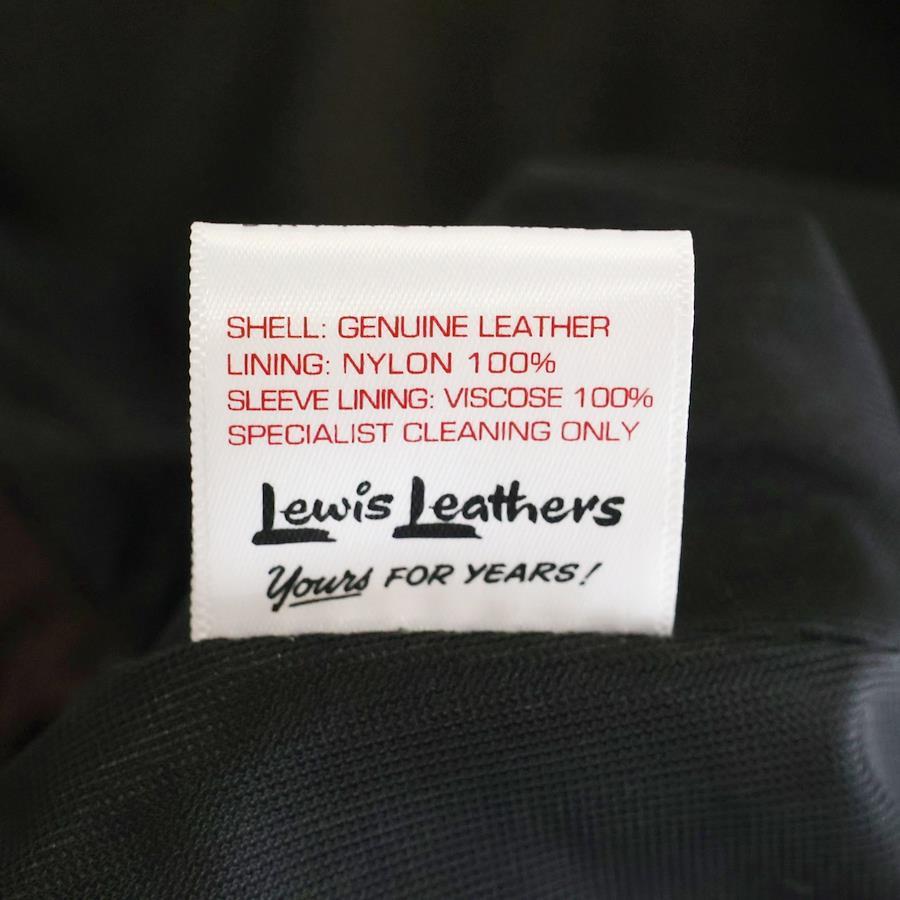 SHELL: GENUINE LEATHER
LINING: NYLON 100%
SLEEVE LINING: VISCOSE 100%
SPECIALIST CLEANING ONLY
Lewis Leathers
Yours FOR YEARS!